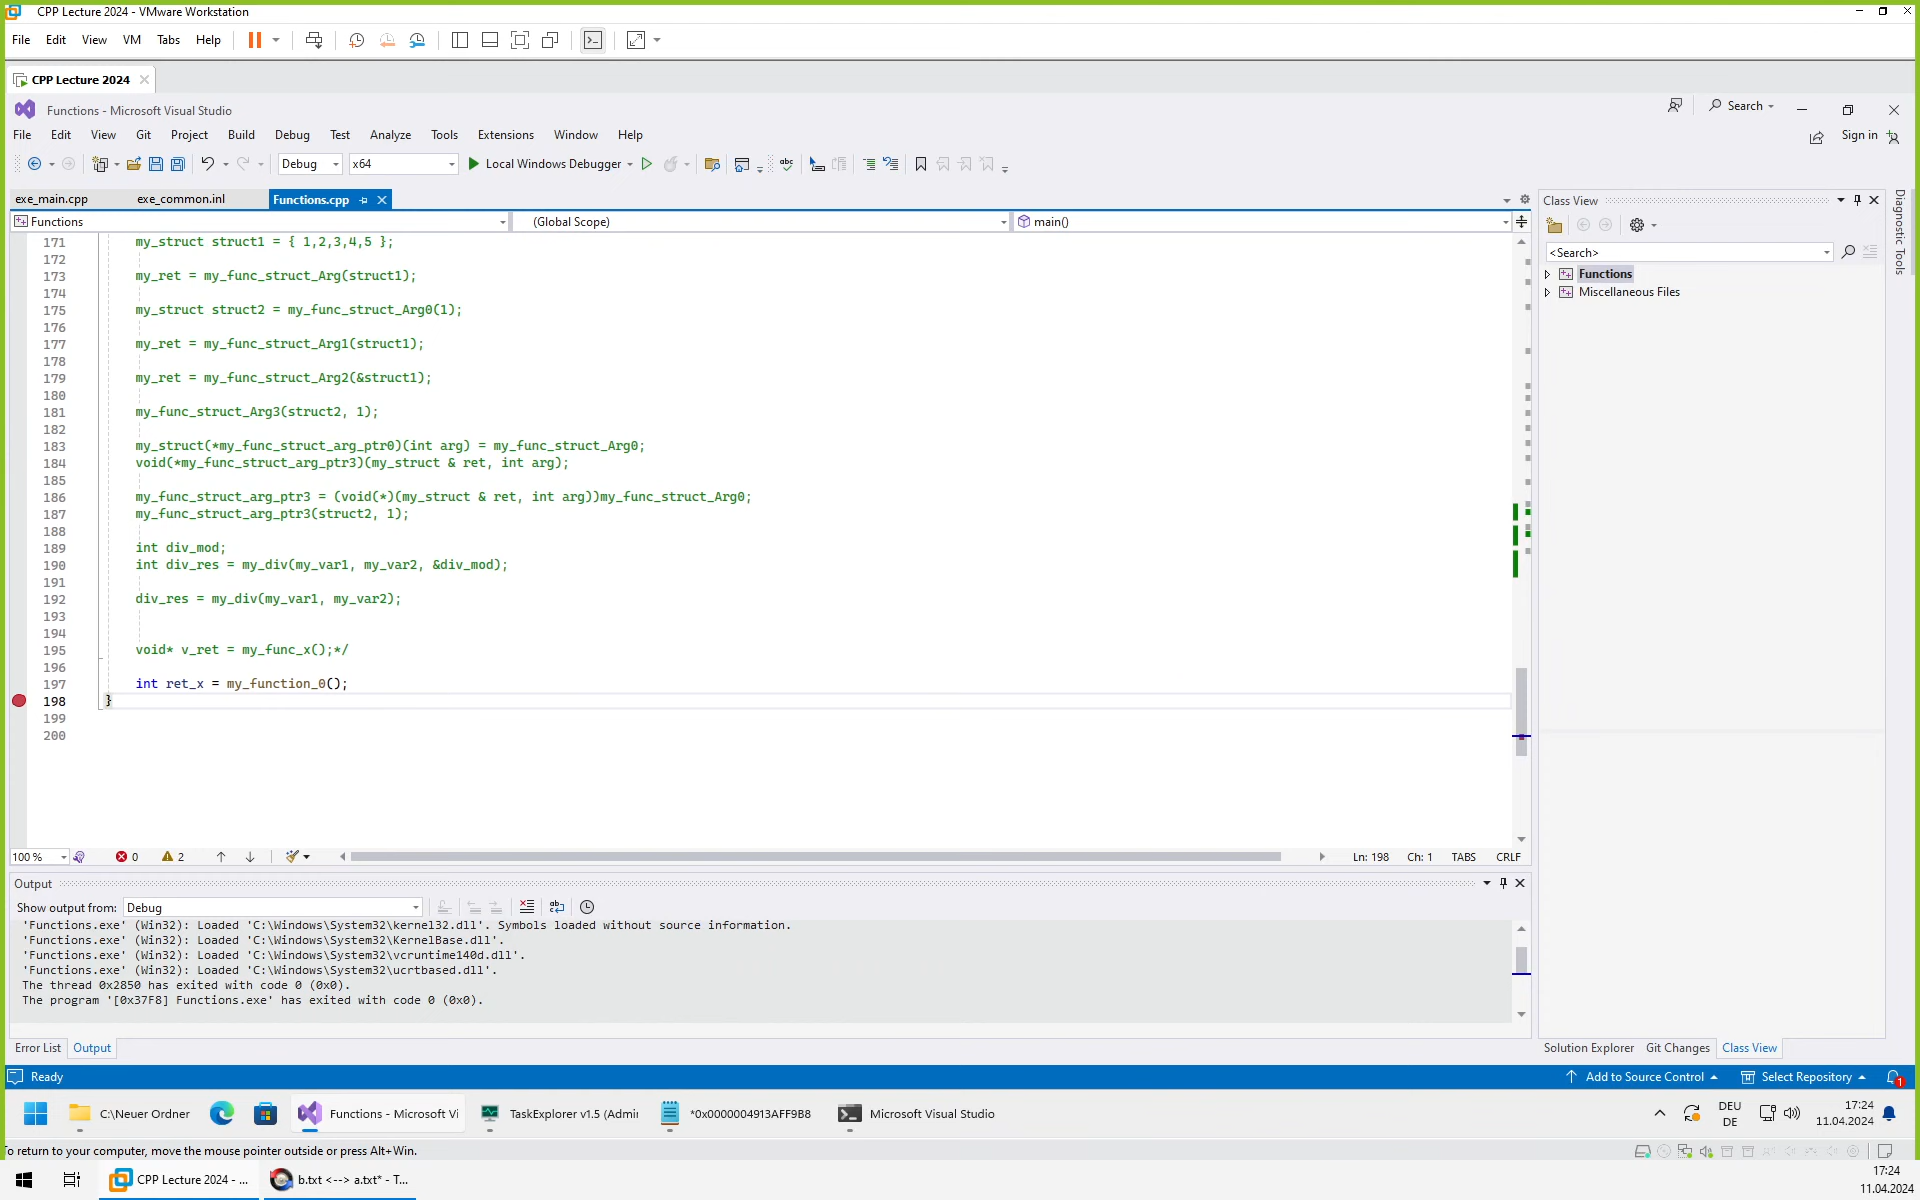 CPP Lecture 2024 - VMware Workstation
File Edit View VM Tabs Help
CPP Lecture 2024
Functions - Microsoft Visual Studio
Search
File Edit View Git Project Build Debug Test Analyze Tools Extensions Window Help
Sign in
Debug x64 Local Windows Debugger
exe_main.cpp exe_common.inl Functions.cpp
Functions (Global Scope) main()
171 my_struct struct1 = { 1,2,3,4,5 };
172
173 my_ret = my_func_struct_Arg(struct1);
174
175 my_struct struct2 = my_func_struct_Arg0(1);
176
177 my_ret = my_func_struct_Arg1(struct1);
178
179 my_ret = my_func_struct_Arg2(&struct1);
180
181 my_func_struct_Arg3(struct2, 1);
182
183 my_struct(*my_func_struct_arg_ptr0)(int arg) = my_func_struct_Arg0;
184 void(*my_func_struct_arg_ptr3)(my_struct & ret, int arg);
185
186 my_func_struct_arg_ptr3 = (void(*)(my_struct & ret, int arg))my_func_struct_Arg0;
187 my_func_struct_arg_ptr3(struct2, 1);
188
189 int div_mod;
190 int div_res = my_div(my_var1, my_var2, &div_mod);
191
192 div_res = my_div(my_var1, my_var2);
193
194
195 void* v_ret = my_func_x();*/
196
197 int ret_x = my_function_0();
198 }
199
200
100 % 0 2 Ln: 198 Ch: 1 TABS CRLF
Class View
<Search>
Functions
Miscellaneous Files
Diagnostic Tools
Output
Show output from: Debug
'Functions.exe' (Win32): Loaded 'C:\Windows\System32\kernel32.dll'. Symbols loaded without source information.
'Functions.exe' (Win32): Loaded 'C:\Windows\System32\KernelBase.dll'.
'Functions.exe' (Win32): Loaded 'C:\Windows\System32\vcruntime140d.dll'.
'Functions.exe' (Win32): Loaded 'C:\Windows\System32\ucrtbased.dll'.
The thread 0x2850 has exited with code 0 (0x0).
The program '[0x37F8] Functions.exe' has exited with code 0 (0x0).
Error List Output
Solution Explorer Git Changes Class View
Ready Add to Source Control Select Repository 1
C:\Neuer Ordner Functions - Microsoft Vi TaskExplorer v1.5 (Admin *0x0000004913AFF9B8 Microsoft Visual Studio
DEU
DE
17:24
11.04.2024
To return to your computer, move the mouse pointer outside or press Alt+Win.
CPP Lecture 2024 - ... b.txt <--> a.txt* - T...
17:24
11.04.2024